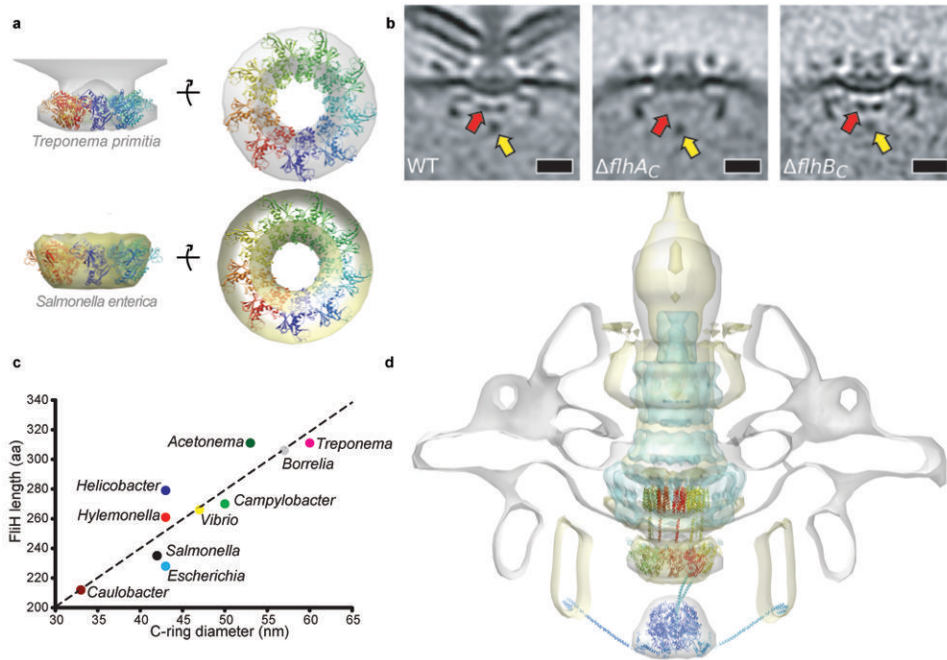 a
Treponema primitia
Salmonella enterica
b
WT
ΔflhAC
ΔflhBC
c
FliH length (aa)
340
320
300
280
260
240
220
200
30 35 40 45 50 55 60 65
C-ring diameter (nm)
Acetonema
Treponema
Borrelia
Helicobacter
Campylobacter
Hylemonella
Vibrio
Salmonella
Escherichia
Caulobacter
d